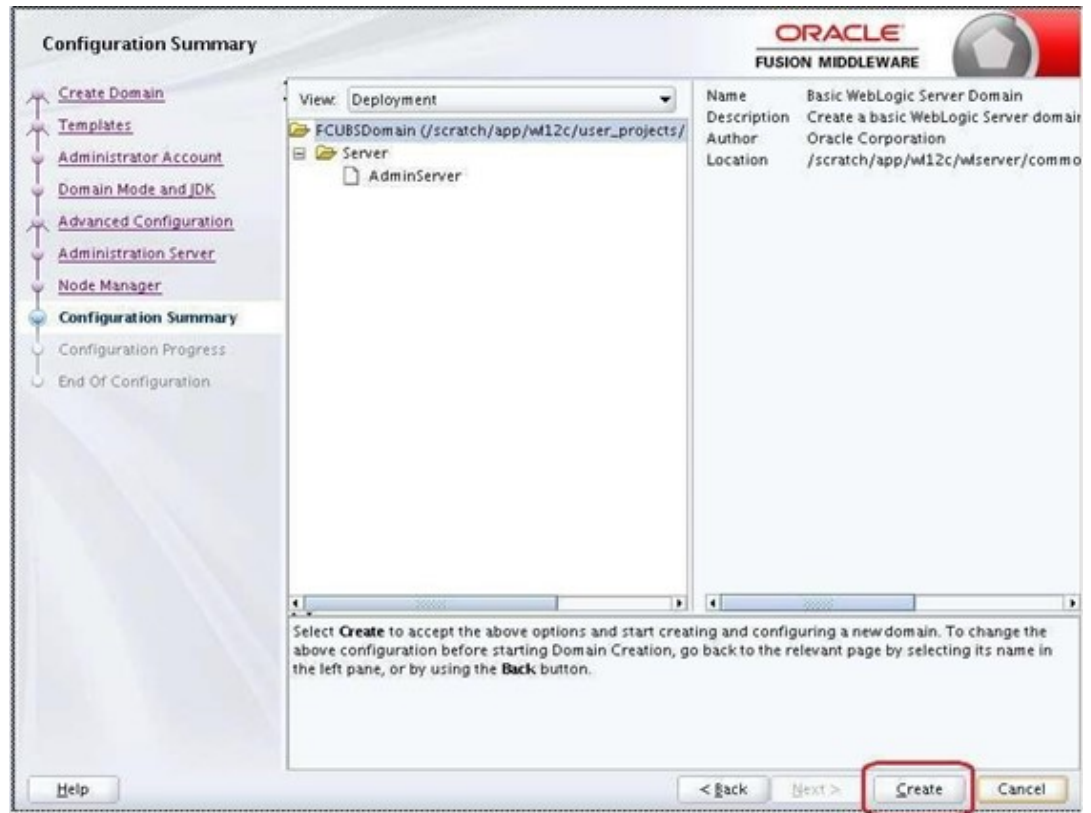 Configuration Summary
ORACLE
FUSION MIDDLEWARE
Create Domain
Templates
Administrator Account
Domain Mode and JDK
Advanced Configuration
Administration Server
Node Manager
Configuration Summary
Configuration Progress
End Of Configuration
View: Deployment
FCUBSDomain (/scratch/app/wl12c/user_projects/
Server
AdminServer
Name Basic WebLogic Server Domain
Description Create a basic WebLogic Server domain
Author Oracle Corporation
Location /scratch/app/wl12c/wlserver/commo
Select Create to accept the above options and start creating and configuring a new domain. To change the
above configuration before starting Domain Creation, go back to the relevant page by selecting its name in
the left pane, or by using the Back button.
Help
< Back
Next >
Create
Cancel